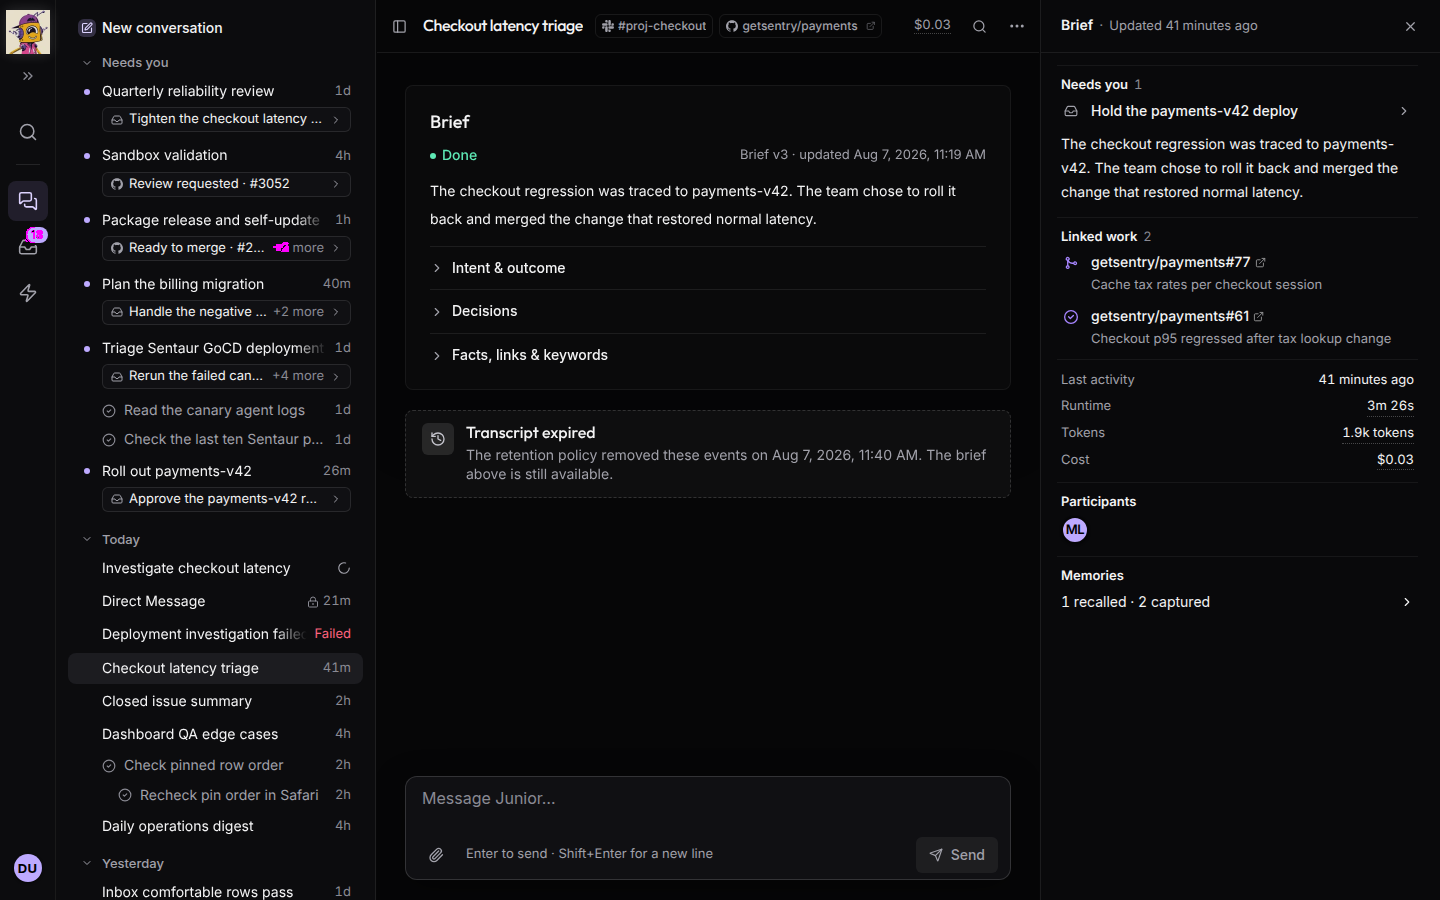 New conversation
Needs you
Quarterly reliability review 1d
Tighten the checkout latency ...
Sandbox validation 4h
Review requested · #3052
Package release and self-update 1h
Ready to merge · #2... more
Plan the billing migration 40m
Handle the negative ... +2 more
Triage Sentaur GoCD deployment 1d
Rerun the failed can... +4 more
Read the canary agent logs 1d
Check the last ten Sentaur p... 1d
Roll out payments-v42 26m
Approve the payments-v42 r...
Today
Investigate checkout latency
Direct Message 21m
Deployment investigation failed Failed
Checkout latency triage 41m
Closed issue summary 2h
Dashboard QA edge cases 4h
Check pinned row order 2h
Recheck pin order in Safari 2h
Daily operations digest 4h
Yesterday
Inbox comfortable rows pass 1d
DU
Checkout latency triage #proj-checkout getsentry/payments $0.03
Brief
Done Brief v3 · updated Aug 7, 2026, 11:19 AM
The checkout regression was traced to payments-v42. The team chose to roll it
back and merged the change that restored normal latency.
Intent & outcome
Decisions
Facts, links & keywords
Transcript expired
The retention policy removed these events on Aug 7, 2026, 11:40 AM. The brief
above is still available.
Message Junior...
Enter to send · Shift+Enter for a new line
Send
Brief · Updated 41 minutes ago
Needs you 1
Hold the payments-v42 deploy
The checkout regression was traced to payments-
v42. The team chose to roll it back and merged the
change that restored normal latency.
Linked work 2
getsentry/payments#77
Cache tax rates per checkout session
getsentry/payments#61
Checkout p95 regressed after tax lookup change
Last activity 41 minutes ago
Runtime 3m 26s
Tokens 1.9k tokens
Cost $0.03
Participants
ML
Memories
1 recalled · 2 captured